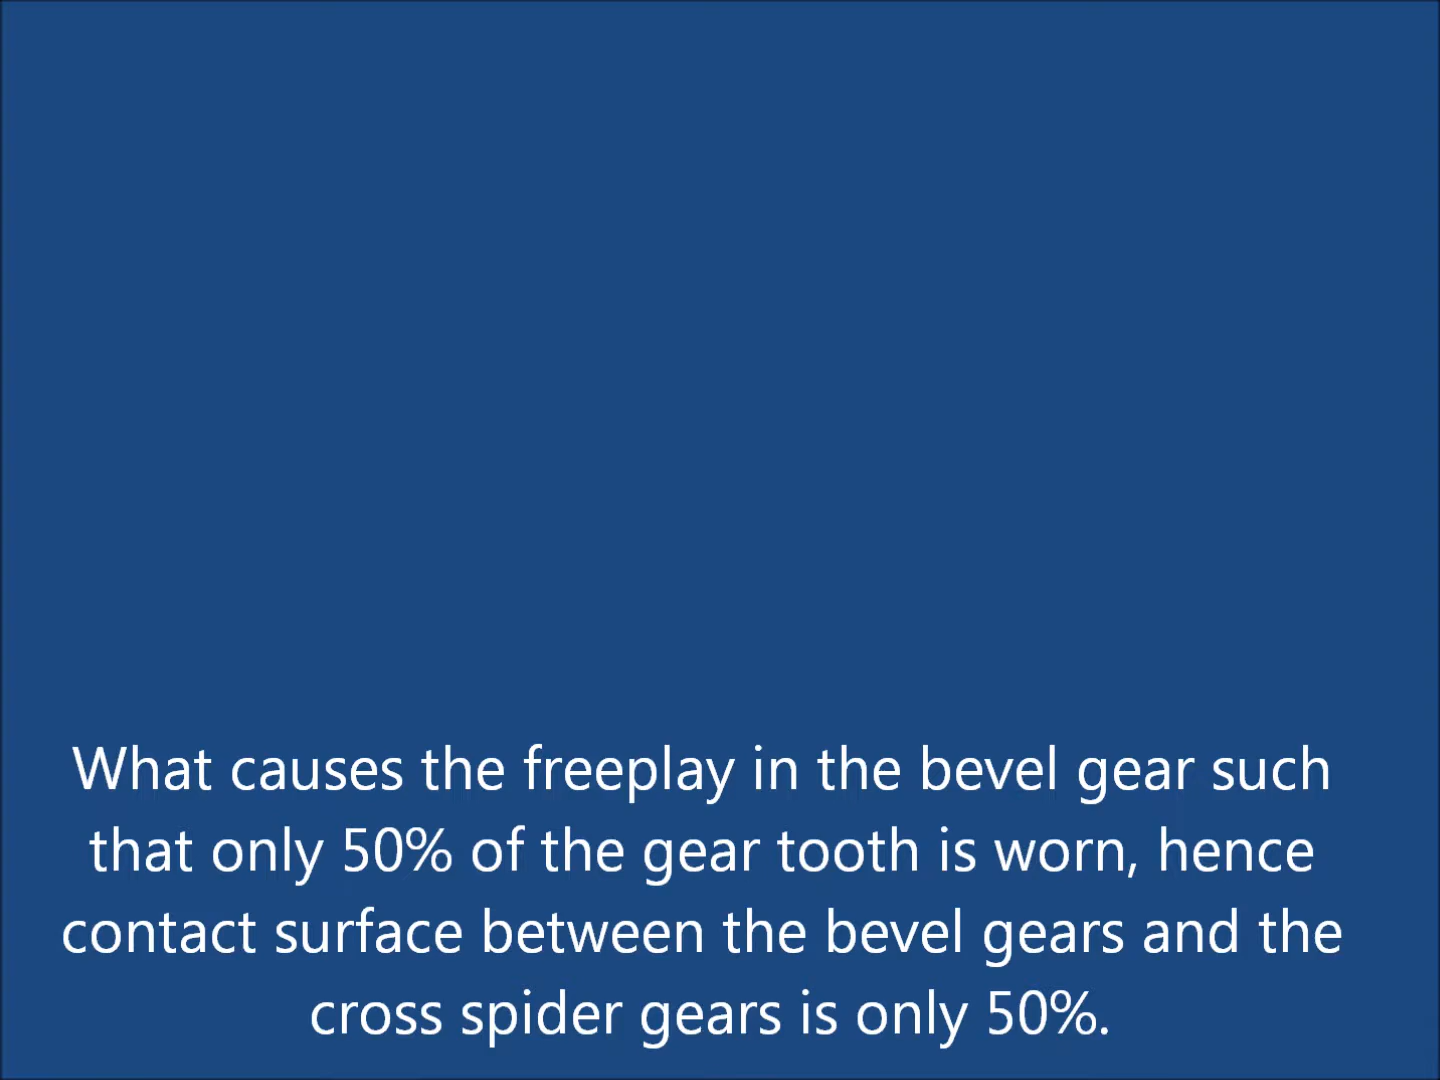 What causes the freeplay in the bevel gear such
that only 50% of the gear tooth is worn, hence
contact surface between the bevel gears and the
cross spider gears is only 50%.